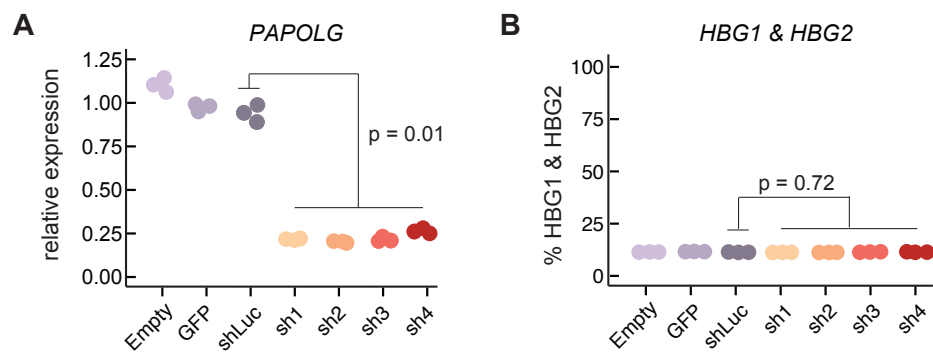 A
PAPOLG
relative expression
1.25
1.00
0.75
0.50
0.25
0.00
p = 0.01
Empty
GFP
shLuc
sh1
sh2
sh3
sh4
B
HBG1 & HBG2
% HBG1 & HBG2
100
75
50
25
0
p = 0.72
Empty
GFP
shLuc
sh1
sh2
sh3
sh4